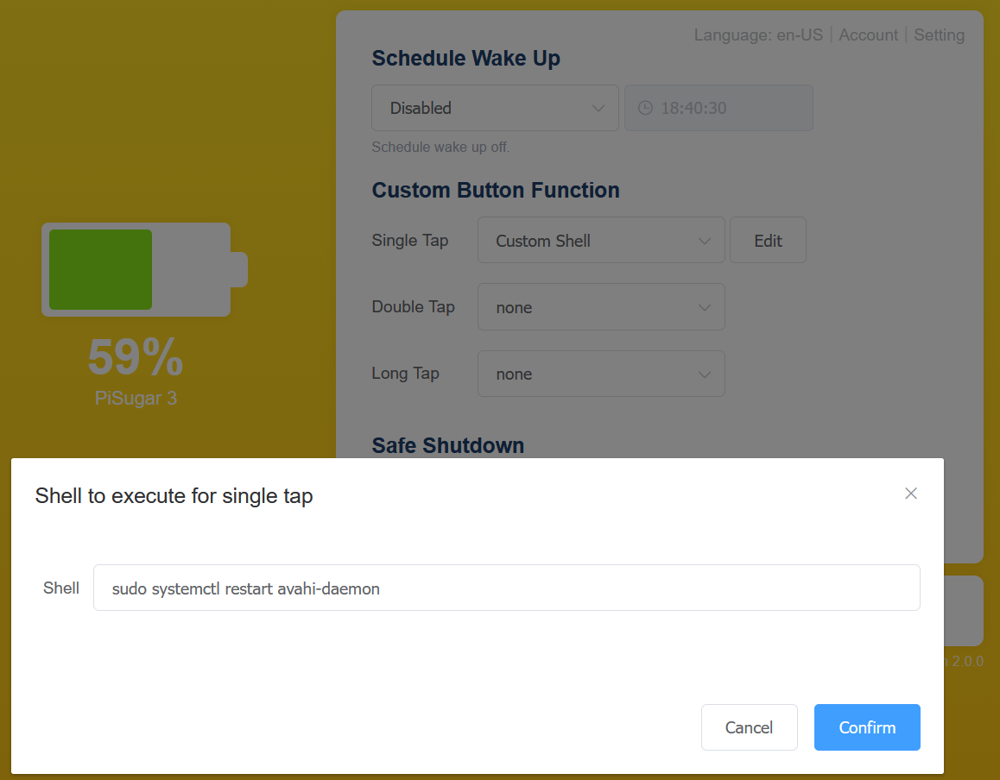 Language: en-US | Account | Setting
Schedule Wake Up
Disabled
18:40:30
Schedule wake up off.
Custom Button Function
Single Tap
Custom Shell
Edit
Double Tap
none
Long Tap
none
59%
PiSugar 3
Safe Shutdown
Shell to execute for single tap
Shell
sudo systemctl restart avahi-daemon
2.0.0
Cancel
Confirm